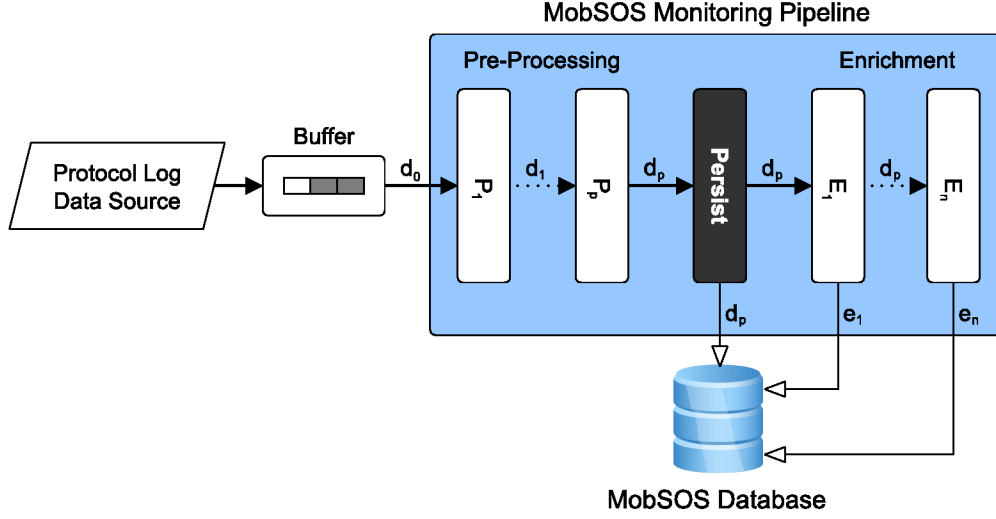 MobSOS Monitoring Pipeline
Pre-Processing
Enrichment
Buffer
Protocol Log
Data Source
d₀
P₁
d₁
Pₚ
dₚ
Persist
dₚ
E₁
dₚ
Eₙ
dₚ
e₁
eₙ
MobSOS Database